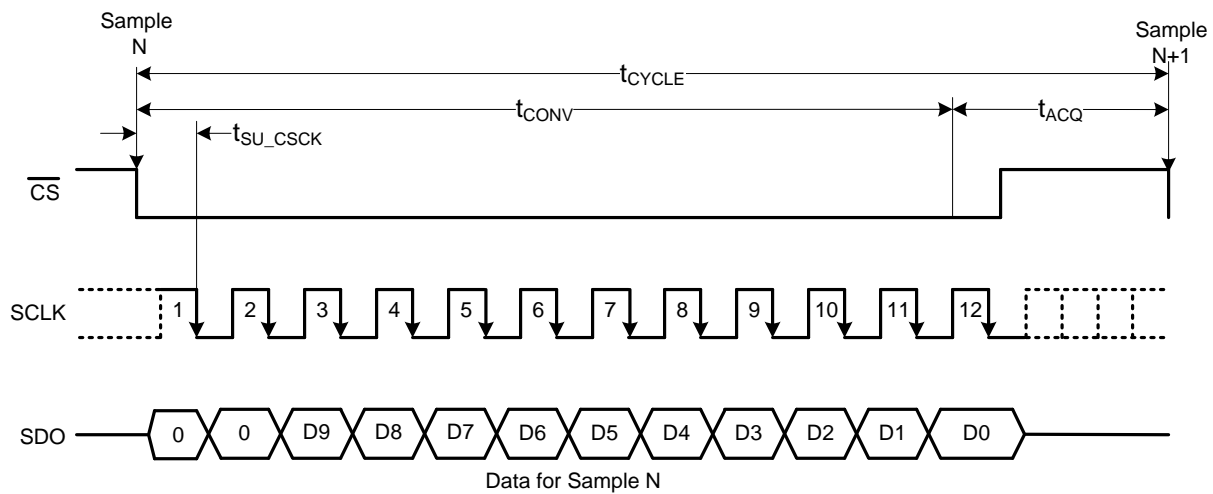 Sample
N
Sample
N+1
tCYCLE
tCONV
tACQ
tSU_CSCK
CS
SCLK
1 2 3 4 5 6 7 8 9 10 11 12
SDO
0 0 D9 D8 D7 D6 D5 D4 D3 D2 D1 D0
Data for Sample N